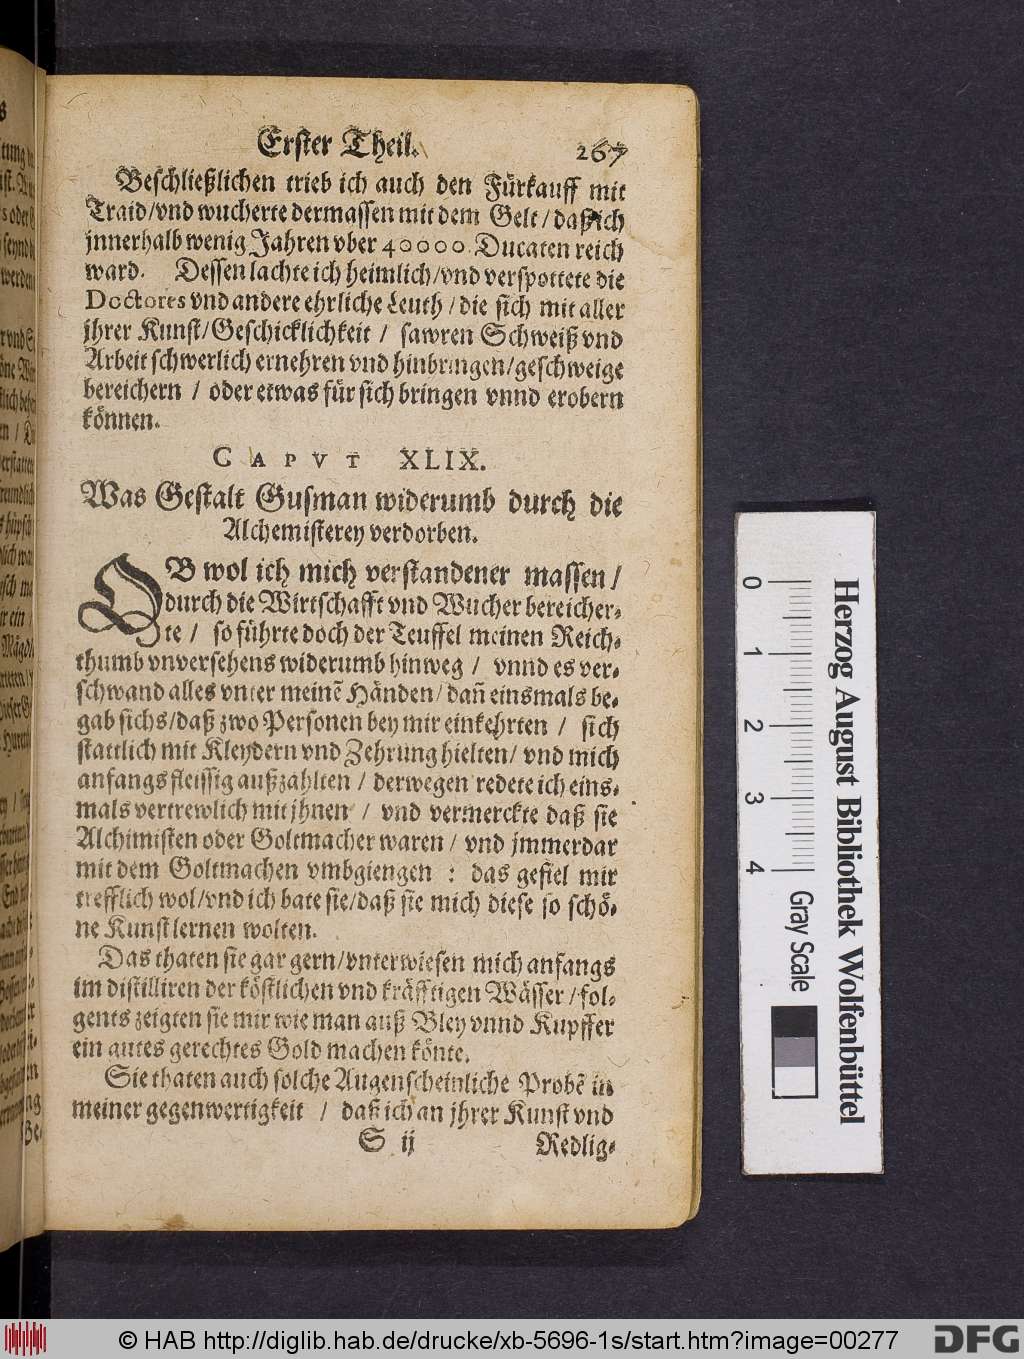 Erster Theil.
267
Beschließlichen trieb ich auch den Fürkauff mit
Traid/vnd wucherte dermassen mit dem Gelt/daß ich
jnnerhalb wenig Jahren vber 40000. Ducaten reich
ward. Dessen lachte ich heimlich/vnd verspottete die
Doctores vnd andere ehrliche Leuth/die sich mit aller
jhrer Kunst/Geschicklichkeit / sawren Schweiß vnd
Arbeit schwerlich ernehren vnd hinbringen/geschweige
bereichern / oder etwas für sich bringen vnnd erobern
können.
CAPVT XLIX.
Was Gestalt Gusman widerumb durch die
Alchemisterey verdorben.
OB wol ich mich verstandener massen/
durch die Wirtschafft vnd Wucher bereicher⸗
te / so führte doch der Teuffel meinen Reich⸗
thumb vnversehens widerumb hinweg / vnnd es ver⸗
schwand alles vnter meinẽ Händen/dañ einsmals be⸗
gab sichs/daß zwo Personen bey mir einkehrten / sich
stattlich mit Kleydern vnd Zehrung hielten/ vnd mich
anfangs fleissig außzahlten / derwegen redete ich eins⸗
mals vertrewlich mit jhnen / vnd vermerckte daß sie
Alchimisten oder Goltmacher waren / vnd jmmerdar
mit dem Goltmachen vmbgiengen : das gefiel mir
trefflich wol/vnd ich bate sie/daß sie mich diese so schö⸗
ne Kunst lernen wolten.
Das thaten sie gar gern/vnterwiesen mich anfangs
im distilliren der köstlichen vnd kräfftigen Wässer/fol⸗
gents zeigten sie mir wie man auß Bley vnnd Kupffer
ein gutes gerechtes Gold machen könte.
Sie thaten auch solche Augenscheinliche Probẽ in
meiner gegenwertigkeit / daß ich an jhrer Kunst vnd
S ij
Redlig⸗
0 1 2 3 4
Gray Scale
Herzog August Bibliothek Wolfenbüttel
© HAB http://diglib.hab.de/drucke/xb-5696-1s/start.htm?image=00277
DFG